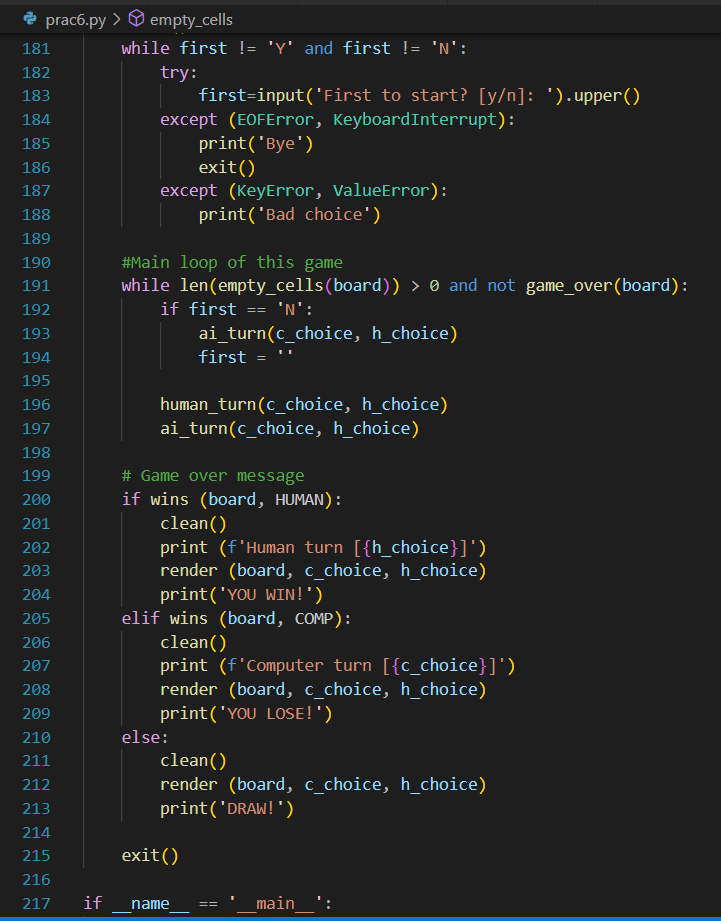 prac6.py > empty_cells
181 while first != 'Y' and first != 'N':
182 try:
183 first=input('First to start? [y/n]: ').upper()
184 except (EOFError, KeyboardInterrupt):
185 print('Bye')
186 exit()
187 except (KeyError, ValueError):
188 print('Bad choice')
189
190 #Main loop of this game
191 while len(empty_cells(board)) > 0 and not game_over(board):
192 if first == 'N':
193 ai_turn(c_choice, h_choice)
194 first = ''
195
196 human_turn(c_choice, h_choice)
197 ai_turn(c_choice, h_choice)
198
199 # Game over message
200 if wins (board, HUMAN):
201 clean()
202 print (f'Human turn [{h_choice}]')
203 render (board, c_choice, h_choice)
204 print('YOU WIN!')
205 elif wins (board, COMP):
206 clean()
207 print (f'Computer turn [{c_choice}]')
208 render (board, c_choice, h_choice)
209 print('YOU LOSE!')
210 else:
211 clean()
212 render (board, c_choice, h_choice)
213 print('DRAW!')
214
215 exit()
216
217 if __name__ == '__main__':